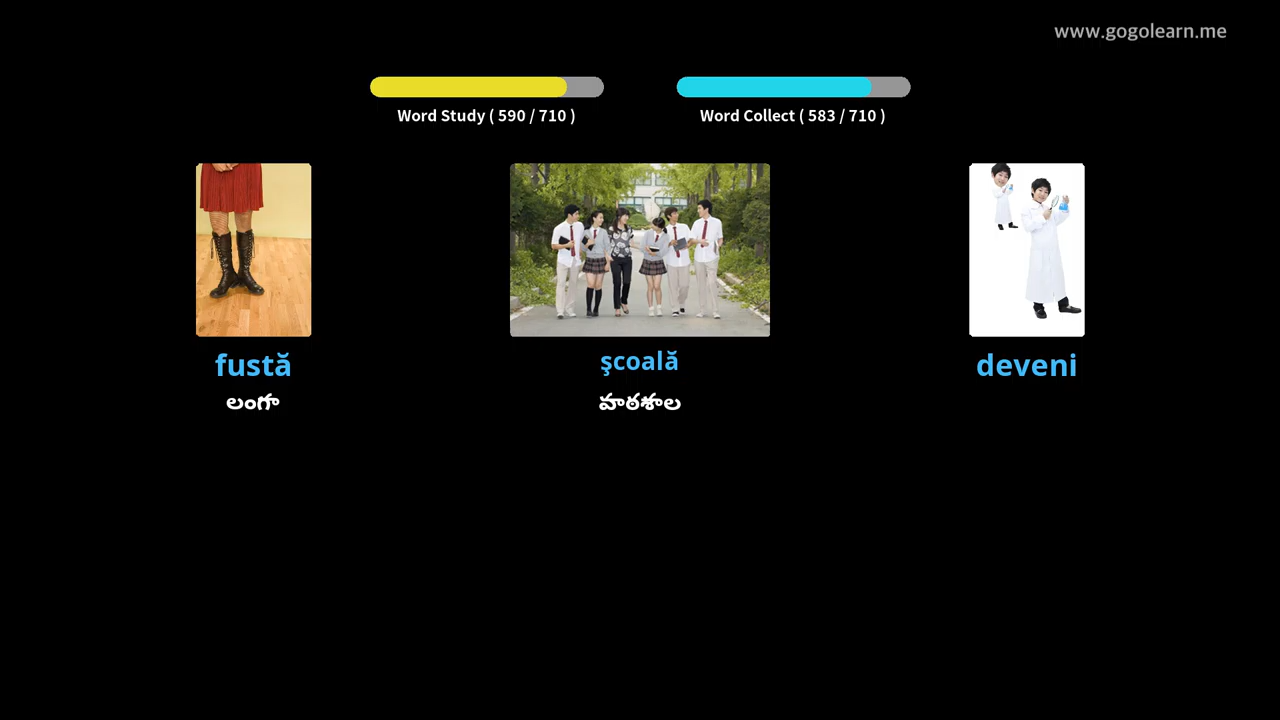 www.gogolearn.me
Word Study ( 590 / 710 )
Word Collect ( 583 / 710 )
fustă
şcoală
deveni
లంగా
పాఠశాల